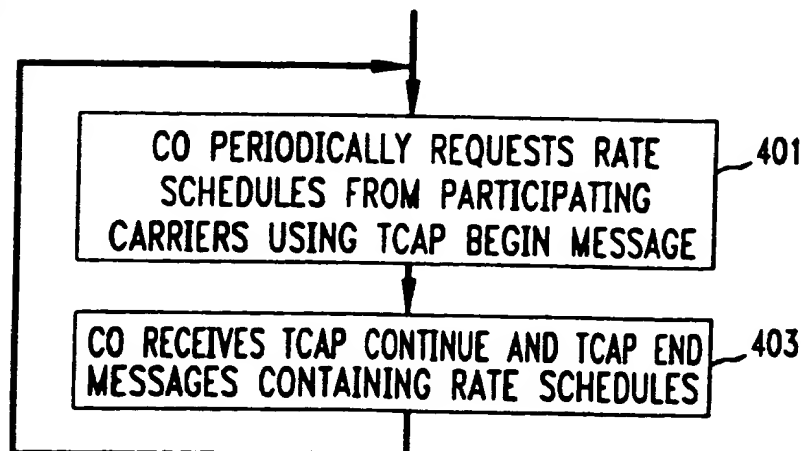 CO PERIODICALLY REQUESTS RATE
SCHEDULES FROM PARTICIPATING
CARRIERS USING TCAP BEGIN MESSAGE
401
CO RECEIVES TCAP CONTINUE AND TCAP END
MESSAGES CONTAINING RATE SCHEDULES
403